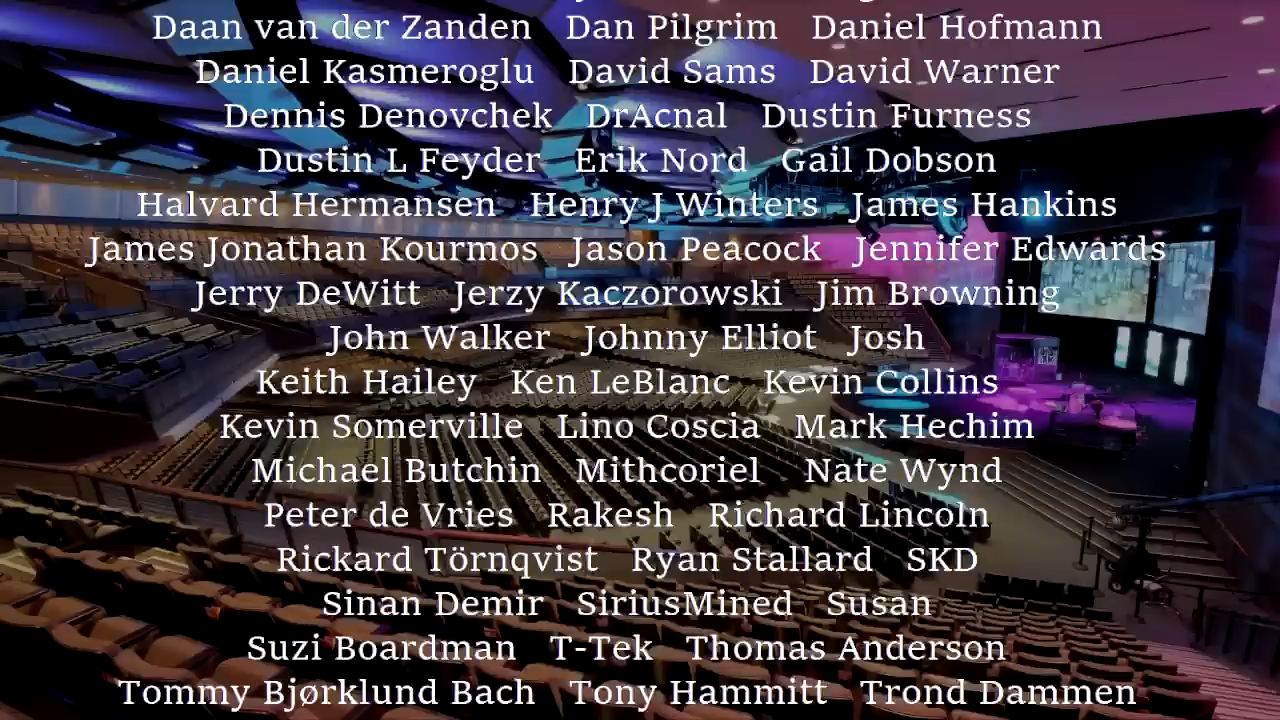 Daan van der Zanden Dan Pilgrim Daniel Hofmann
Daniel Kasmeroglu David Sams David Warner
Dennis Denovchek DrAcnal Dustin Furness
Dustin L Feyder Erik Nord Gail Dobson
Halvard Hermansen Henry J Winters James Hankins
James Jonathan Kourmos Jason Peacock Jennifer Edwards
Jerry DeWitt Jerzy Kaczorowski Jim Browning
John Walker Johnny Elliot Josh
Keith Hailey Ken LeBlanc Kevin Collins
Kevin Somerville Lino Coscia Mark Hechim
Michael Butchin Mithcoriel Nate Wynd
Peter de Vries Rakesh Richard Lincoln
Rickard Törnqvist Ryan Stallard SKD
Sinan Demir SiriusMined Susan
Suzi Boardman T-Tek Thomas Anderson
Tommy Bjørklund Bach Tony Hammitt Trond Dammen